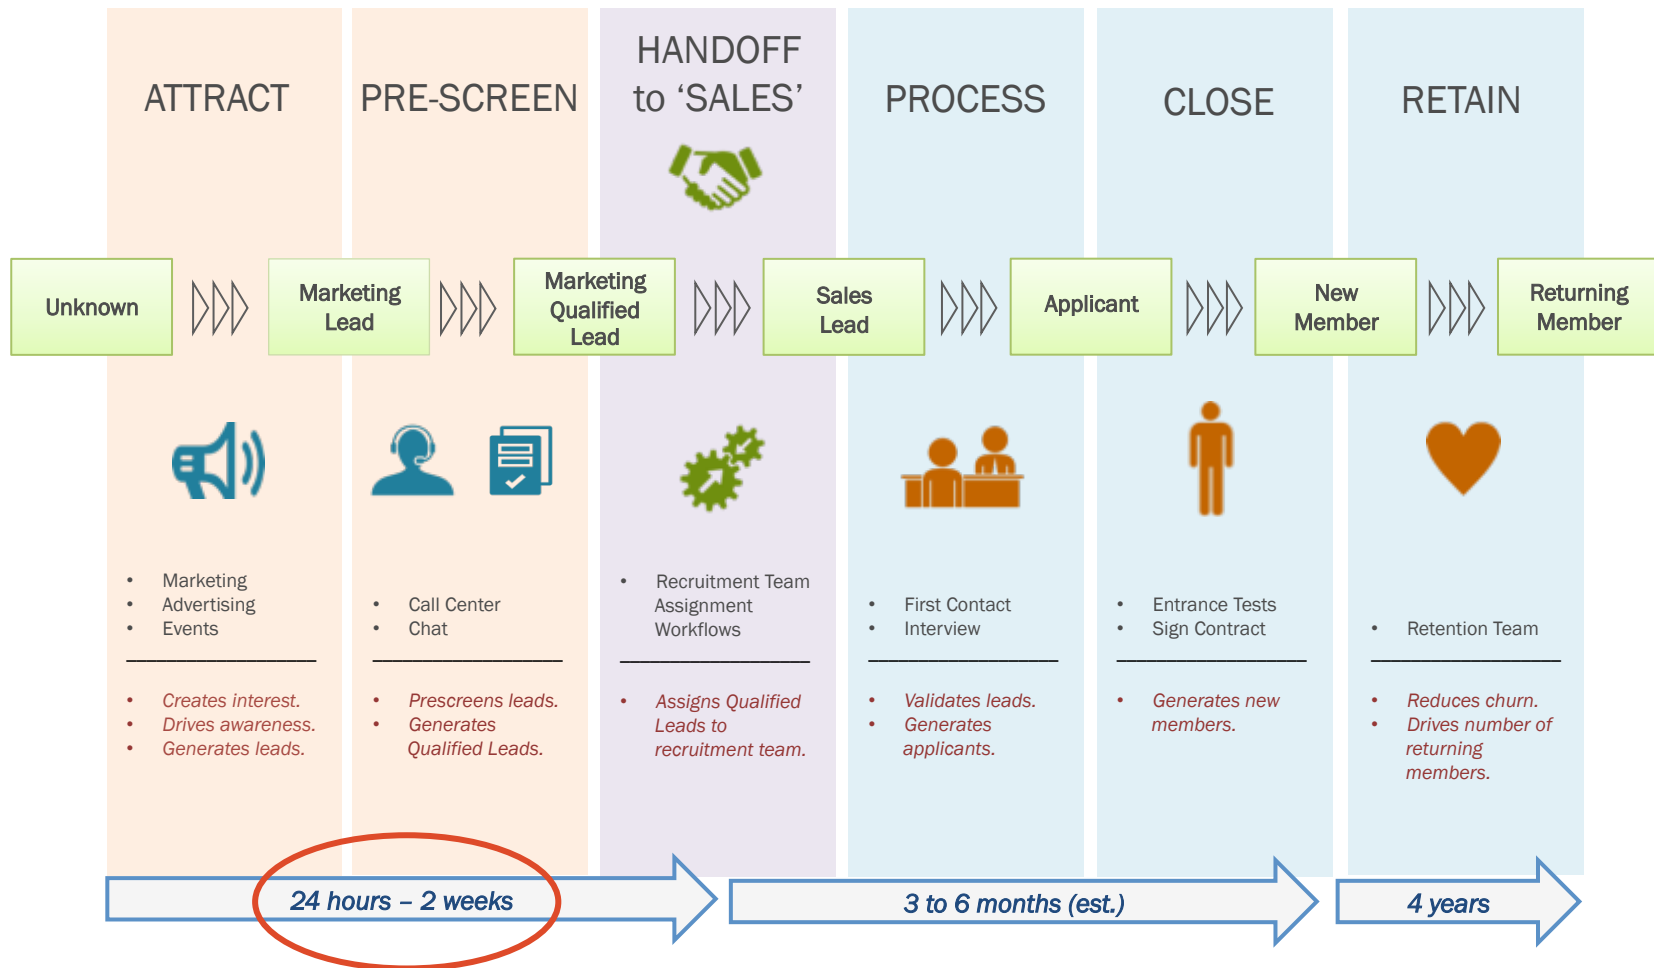 ATTRACT
PRE-SCREEN
HANDOFF
to ‘SALES’
PROCESS
CLOSE
RETAIN
Unknown
Marketing
Lead
Marketing
Qualified
Lead
Sales
Lead
Applicant
New
Member
Returning
Member
• Marketing
• Advertising
• Events
• Creates interest.
• Drives awareness.
• Generates leads.
• Call Center
• Chat
• Prescreens leads.
• Generates
Qualified Leads.
• Recruitment Team
Assignment
Workflows
• Assigns Qualified
Leads to
recruitment team.
• First Contact
• Interview
• Validates leads.
• Generates
applicants.
• Entrance Tests
• Sign Contract
• Generates new
members.
• Retention Team
• Reduces churn.
• Drives number of
returning
members.
24 hours – 2 weeks
3 to 6 months (est.)
4 years